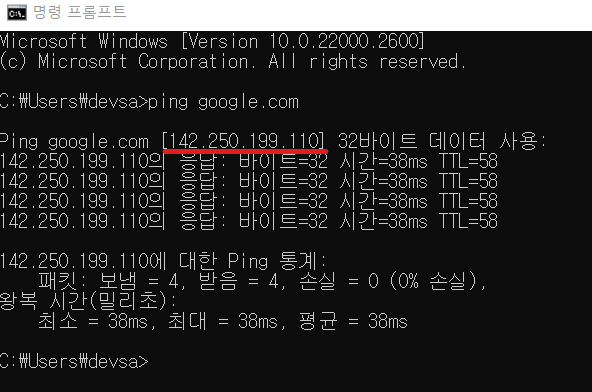 명령 프롬프트
Microsoft Windows [Version 10.0.22000.2600]
(c) Microsoft Corporation. All rights reserved.
C:₩Users₩devsa>ping google.com
Ping google.com [142.250.199.110] 32바이트 데이터 사용:
142.250.199.110의 응답: 바이트=32 시간=38ms TTL=58
142.250.199.110의 응답: 바이트=32 시간=38ms TTL=58
142.250.199.110의 응답: 바이트=32 시간=38ms TTL=58
142.250.199.110의 응답: 바이트=32 시간=38ms TTL=58
142.250.199.110에 대한 Ping 통계:
패킷: 보냄 = 4, 받음 = 4, 손실 = 0 (0% 손실),
왕복 시간(밀리초):
최소 = 38ms, 최대 = 38ms, 평균 = 38ms
C:₩Users₩devsa>